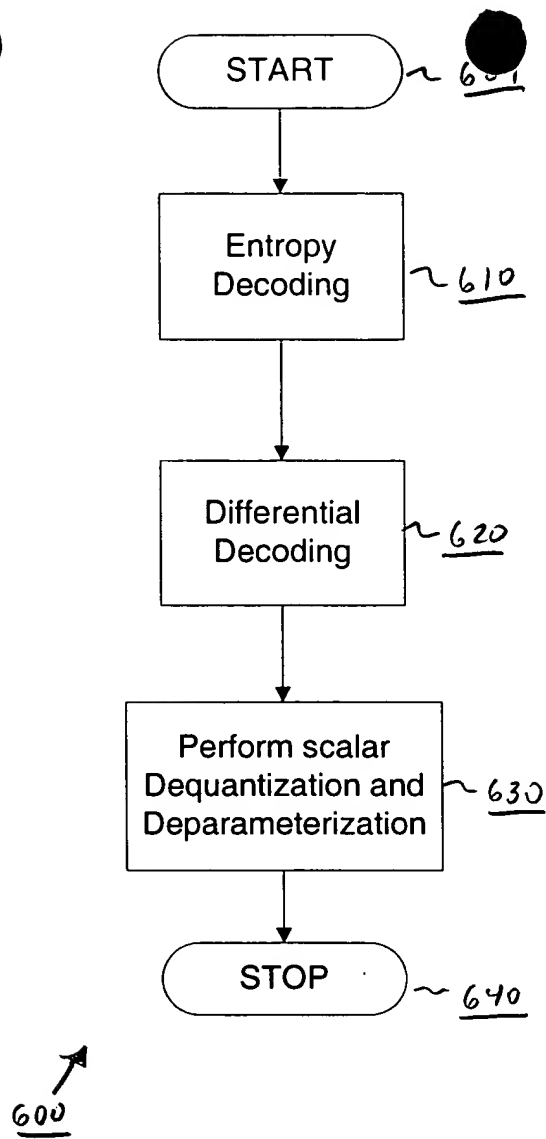 START
Entropy
Decoding
610
Differential
Decoding
620
Perform scalar
Dequantization and
Deparameterization
630
STOP
640
600